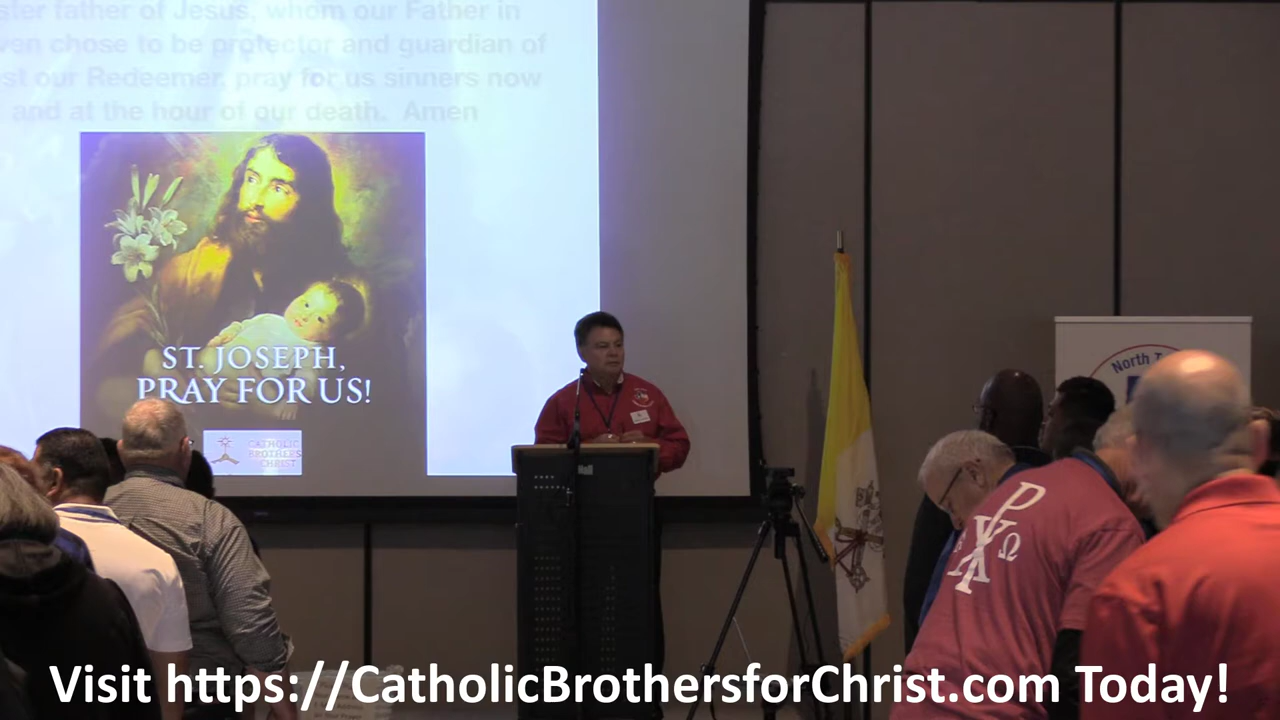 ster father of Jesus, whom our Father in
ven chose to be protector and guardian of
st our Redeemer, pray for us sinners now
and at the hour of our death. Amen
ST. JOSEPH,
PRAY FOR US!
CATHOLIC
BROTHERS
CHRIST
North T
Visit https://CatholicBrothersforChrist.com Today!